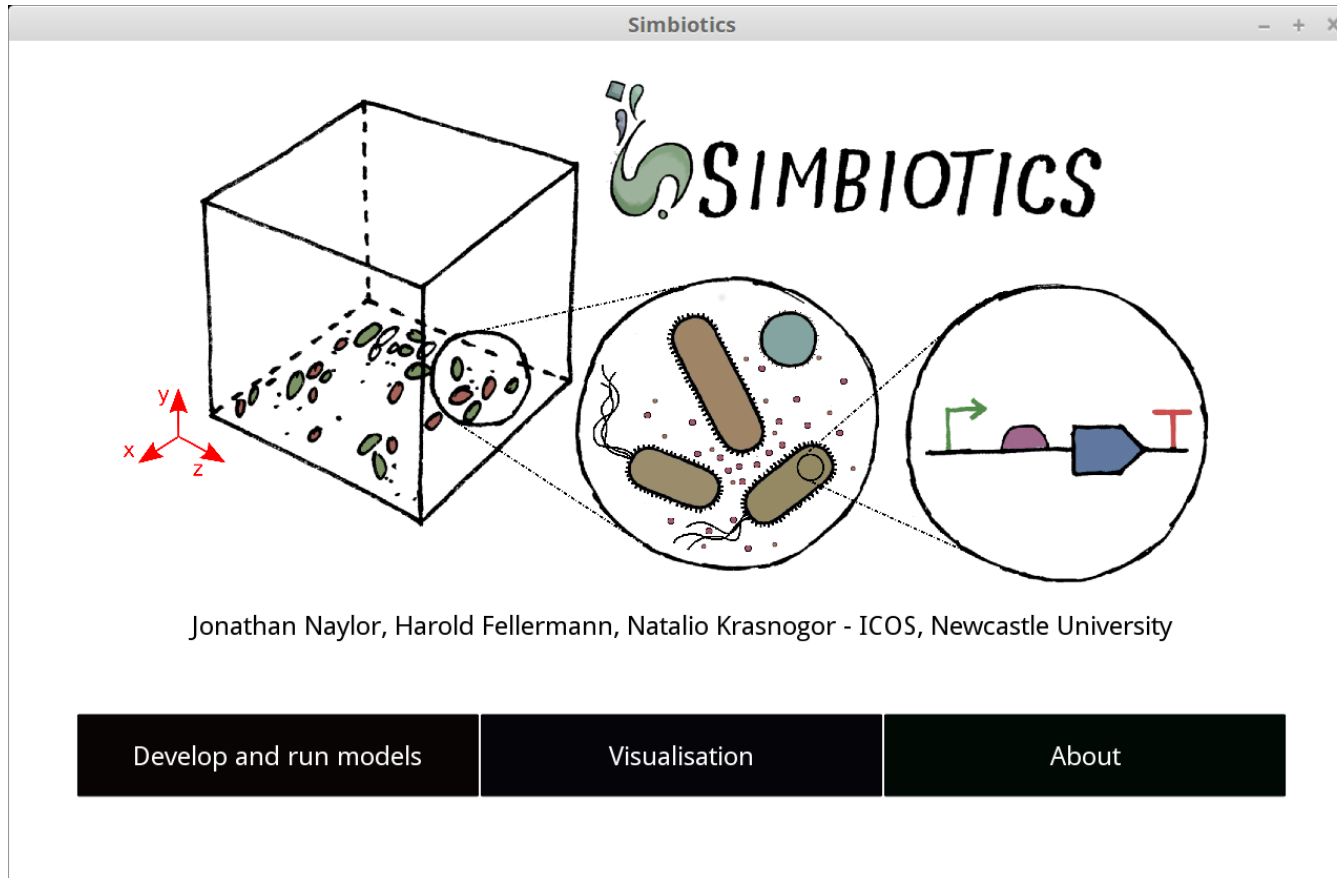 Simbiotics
SIMBIOTICS
y
x
z
Jonathan Naylor, Harold Fellermann, Natalio Krasnogor - ICOS, Newcastle University
Develop and run models
Visualisation
About